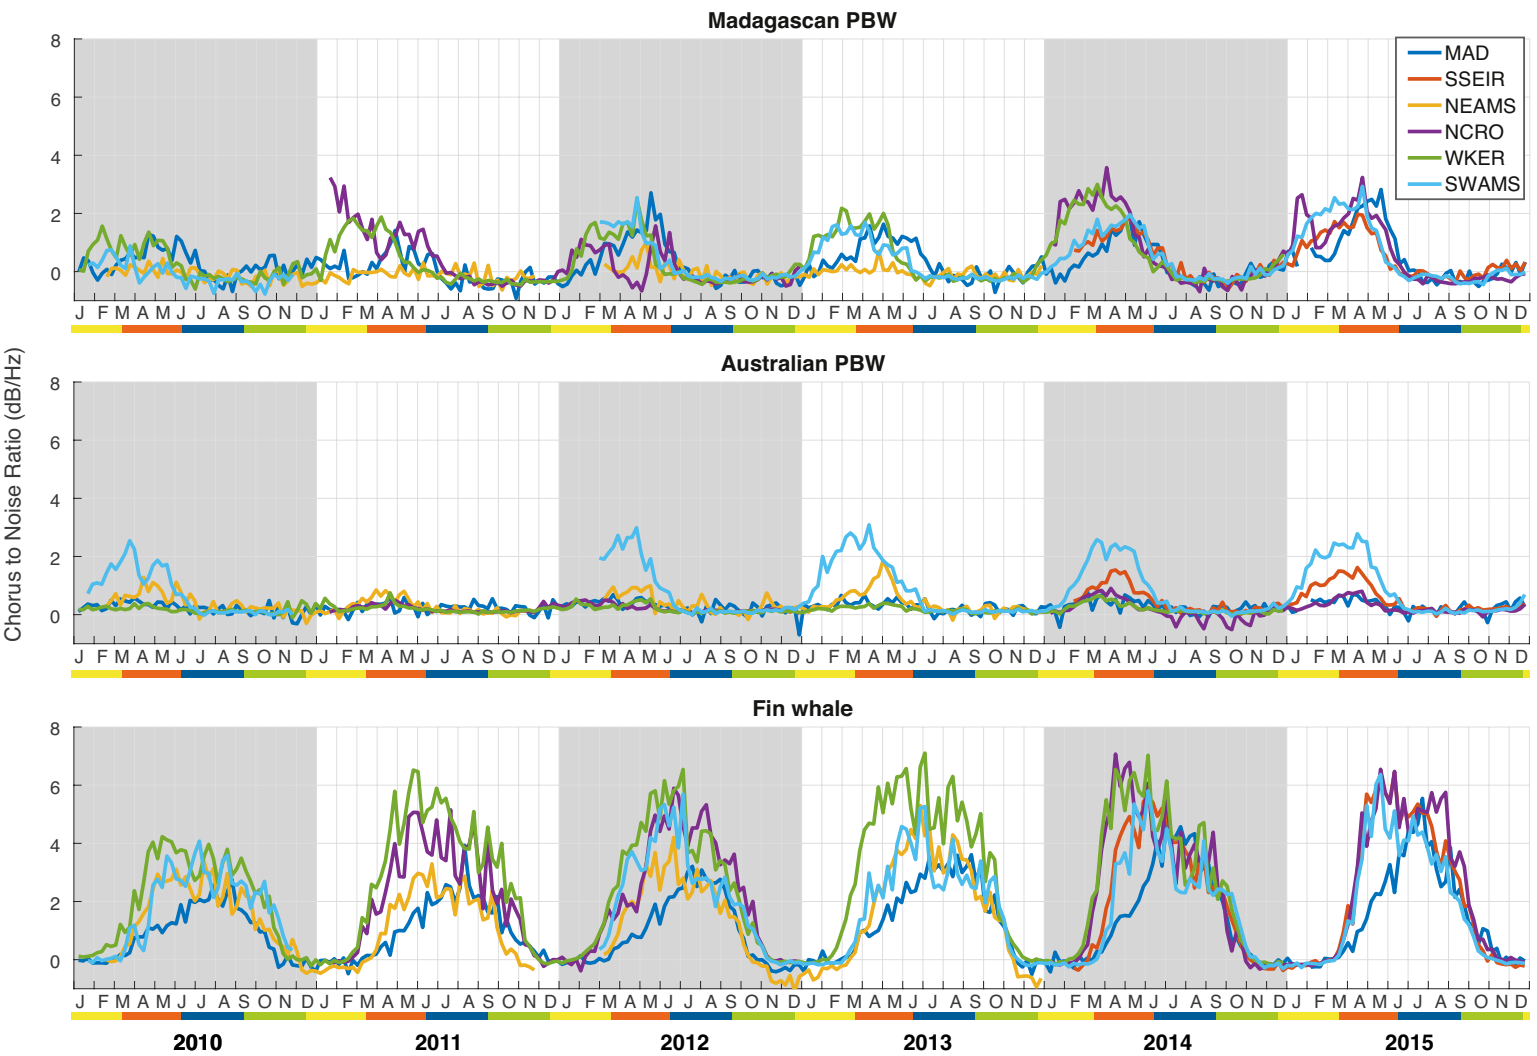 Madagascan PBW
8
6
4
2
0
MAD
SSEIR
NEAMS
NCRO
WKER
SWAMS
J F M A M J J A S O N D J F M A M J J A S O N D J F M A M J J A S O N D J F M A M J J A S O N D J F M A M J J A S O N D J F M A M J J A S O N D
Chorus to Noise Ratio (dB/Hz)
Australian PBW
8
6
4
2
0
J F M A M J J A S O N D J F M A M J J A S O N D J F M A M J J A S O N D J F M A M J J A S O N D J F M A M J J A S O N D J F M A M J J A S O N D
Fin whale
8
6
4
2
0
J F M A M J J A S O N D J F M A M J J A S O N D J F M A M J J A S O N D J F M A M J J A S O N D J F M A M J J A S O N D J F M A M J J A S O N D
2010 2011 2012 2013 2014 2015